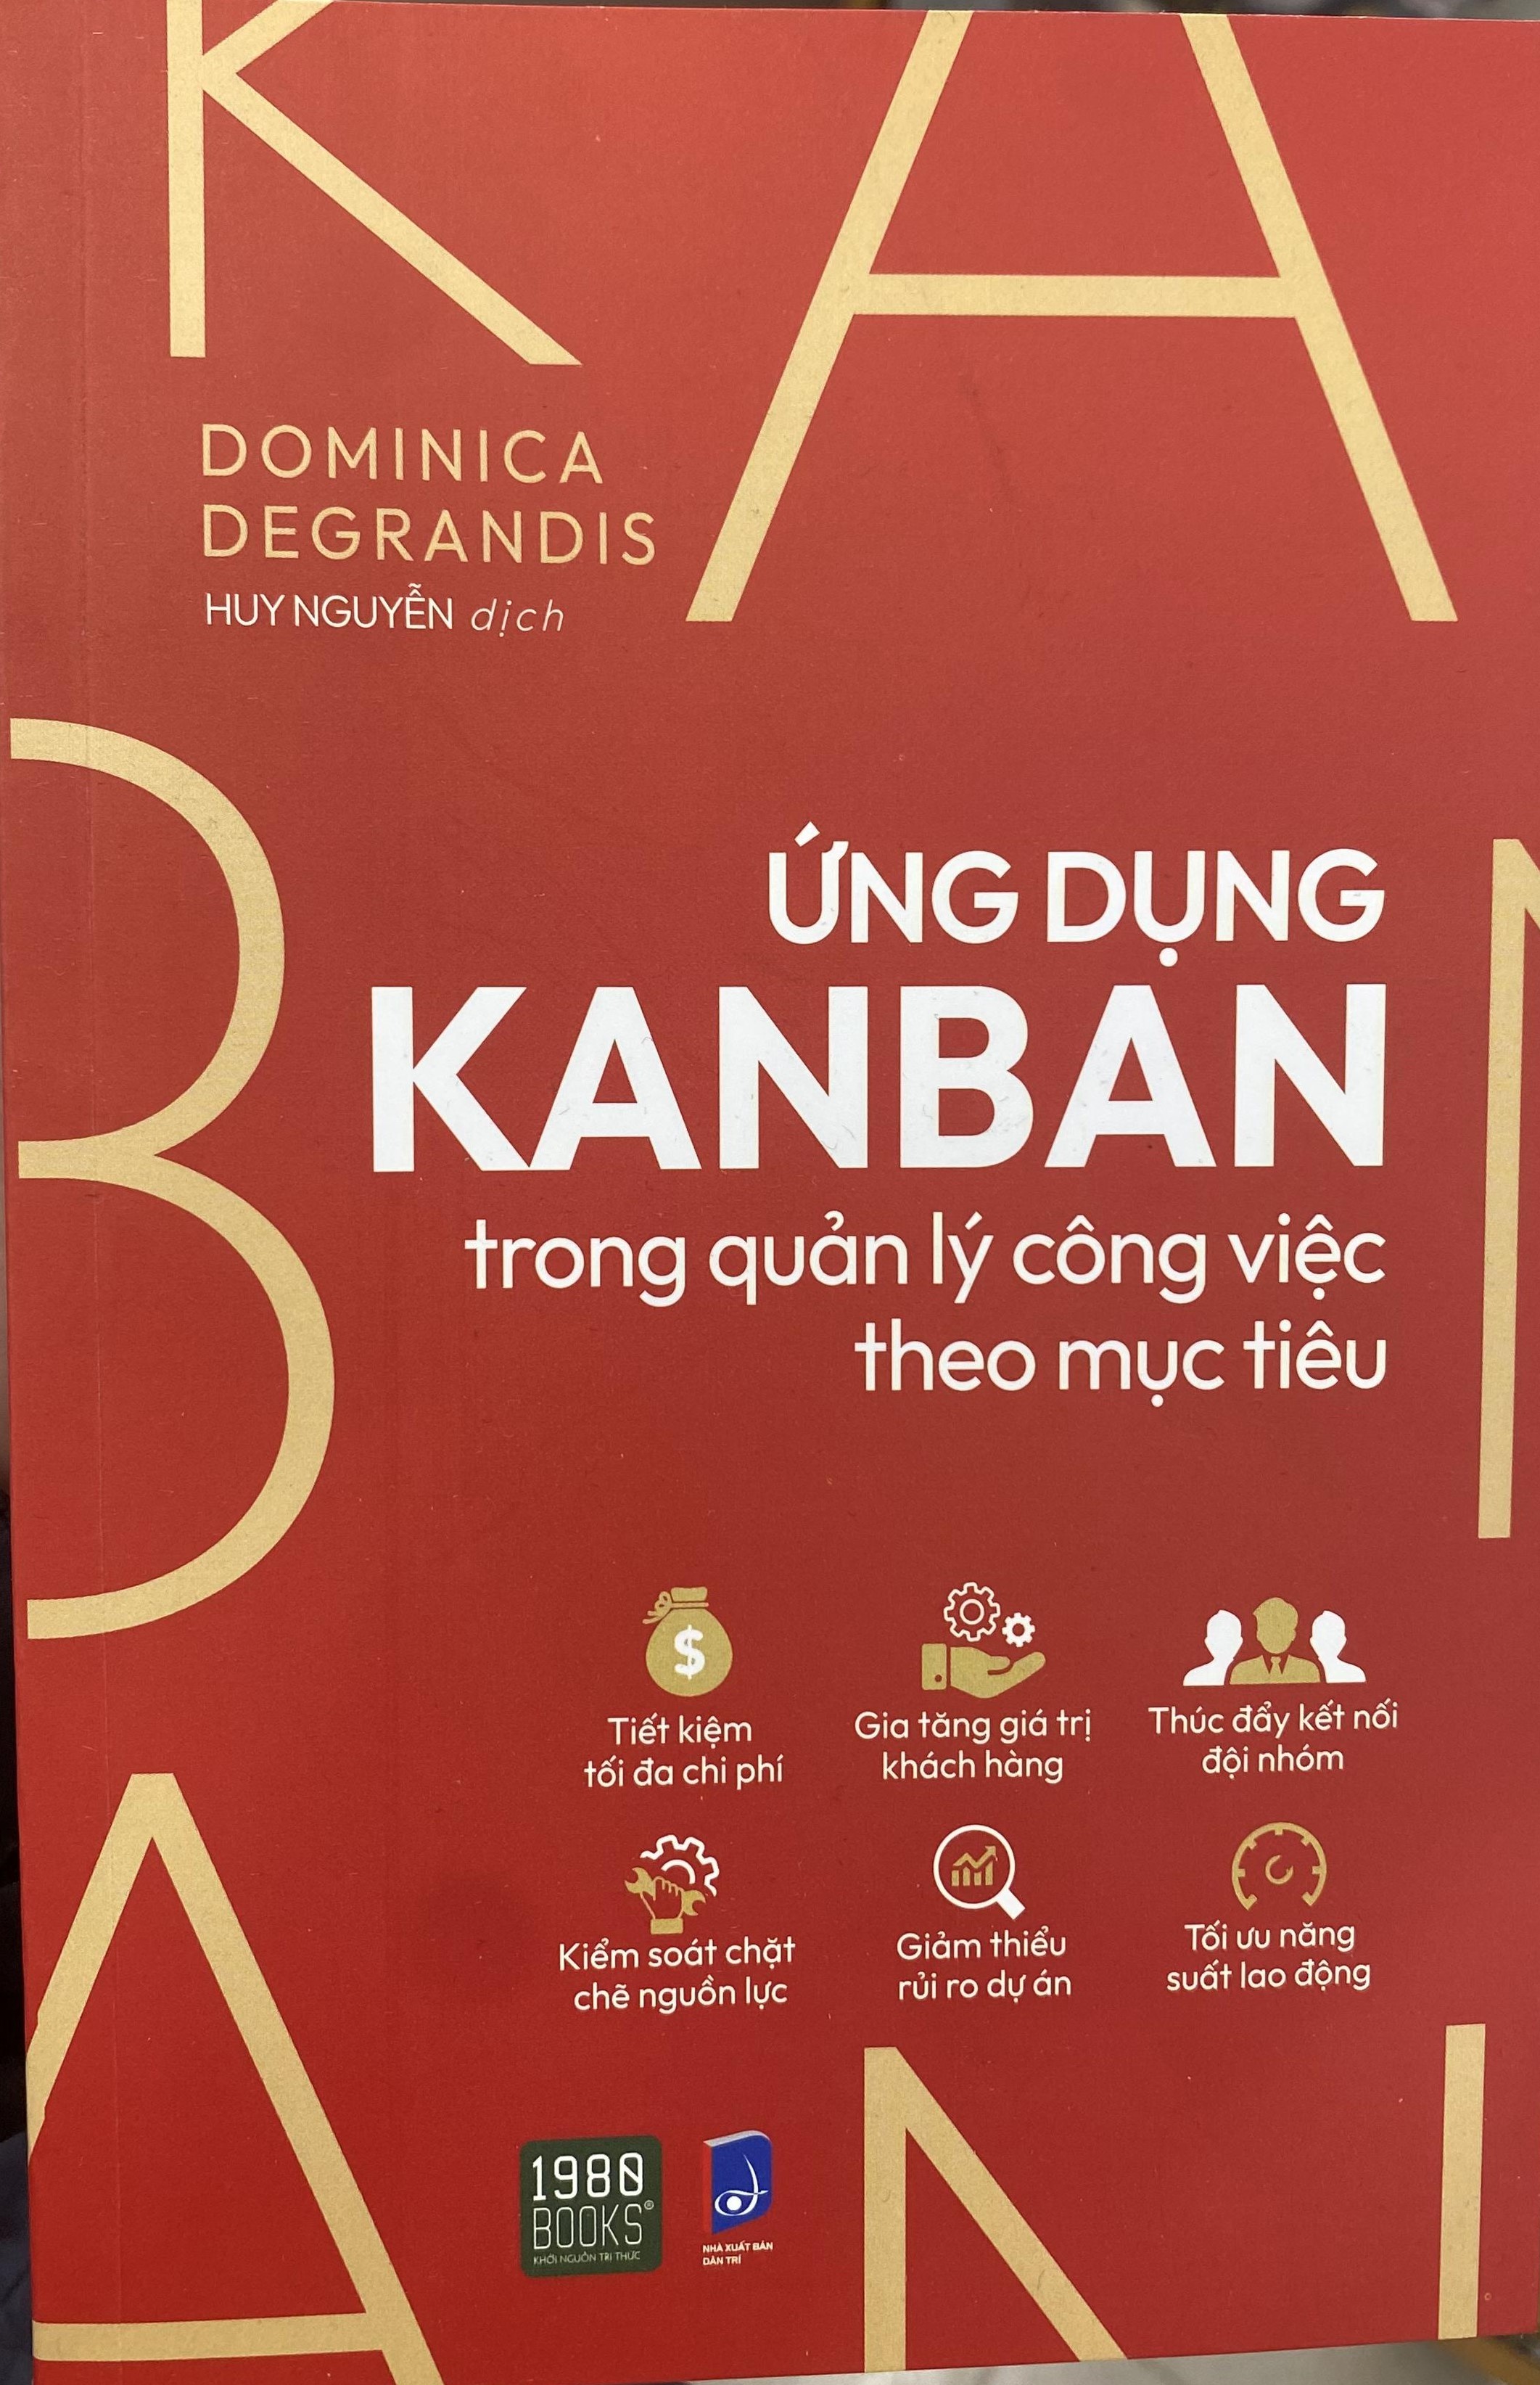 K A
DOMINICA
DEGRANDIS
HUY NGUYỄN dịch
B N
ỨNG DỤNG
KANBAN
trong quản lý công việc
theo mục tiêu
$
Tiết kiệm
tối đa chi phí
Gia tăng giá trị
khách hàng
Thúc đẩy kết nối
đội nhóm
Kiểm soát chặt
chẽ nguồn lực
Giảm thiểu
rủi ro dự án
Tối ưu năng
suất lao động
A N
1980
BOOKS®
KHƠI NGUỒN TRI THỨC
NHÀ XUẤT BẢN
DÂN TRÍ